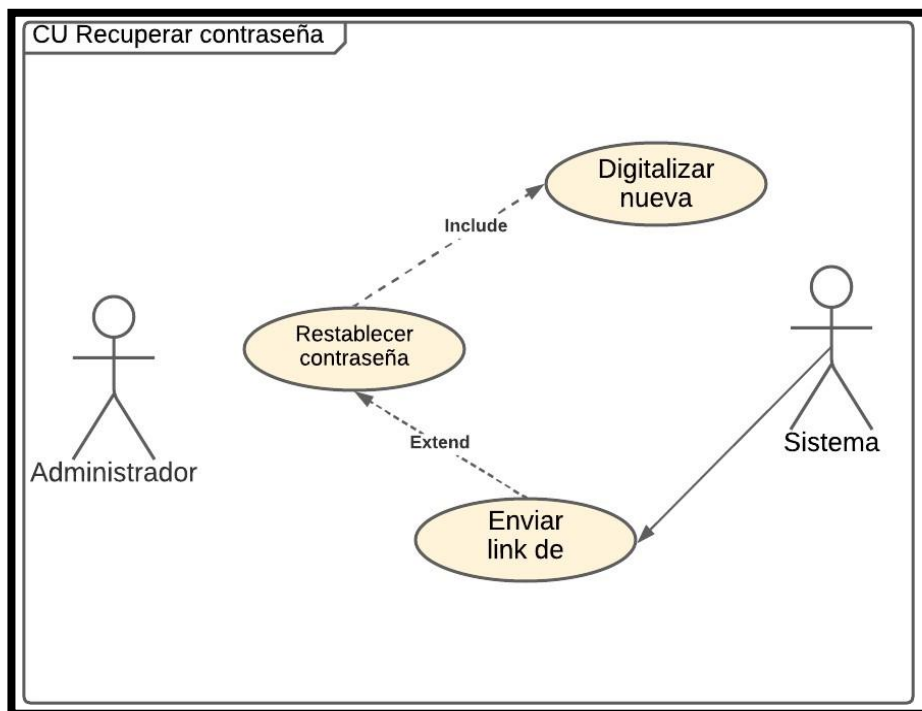 CU Recuperar contraseña
Digitalizar
nueva
Include
Restablecer
contraseña
Administrador
Sistema
Extend
Enviar
link de